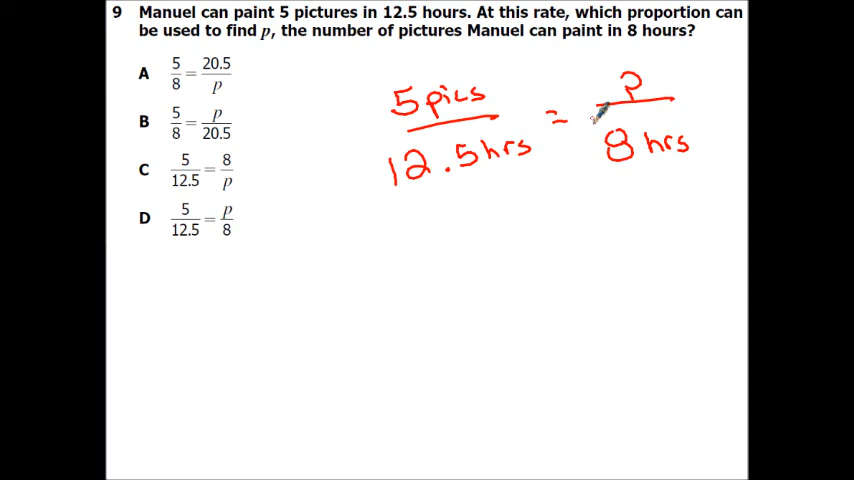 9 Manuel can paint 5 pictures in 12.5 hours. At this rate, which proportion can
be used to find p, the number of pictures Manuel can paint in 8 hours?
A 5/8 = 20.5/p
B 5/8 = p/20.5
C 5/12.5 = 8/p
D 5/12.5 = p/8
5 pics / 12.5 hrs = p / 8 hrs